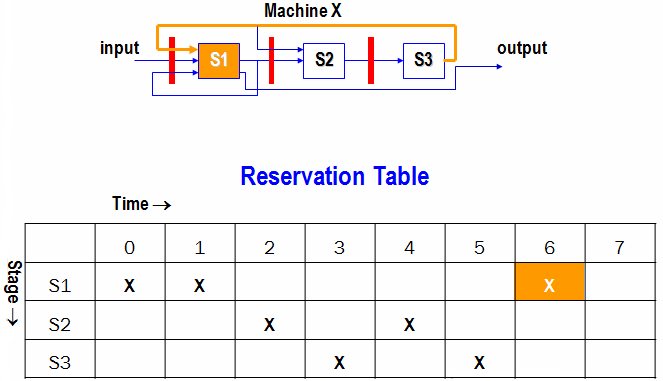 Machine X
input
S1
S2
S3
output
Reservation Table
Time →
0 1 2 3 4 5 6 7
Stage →
S1 X X X
S2 X X
S3 X X